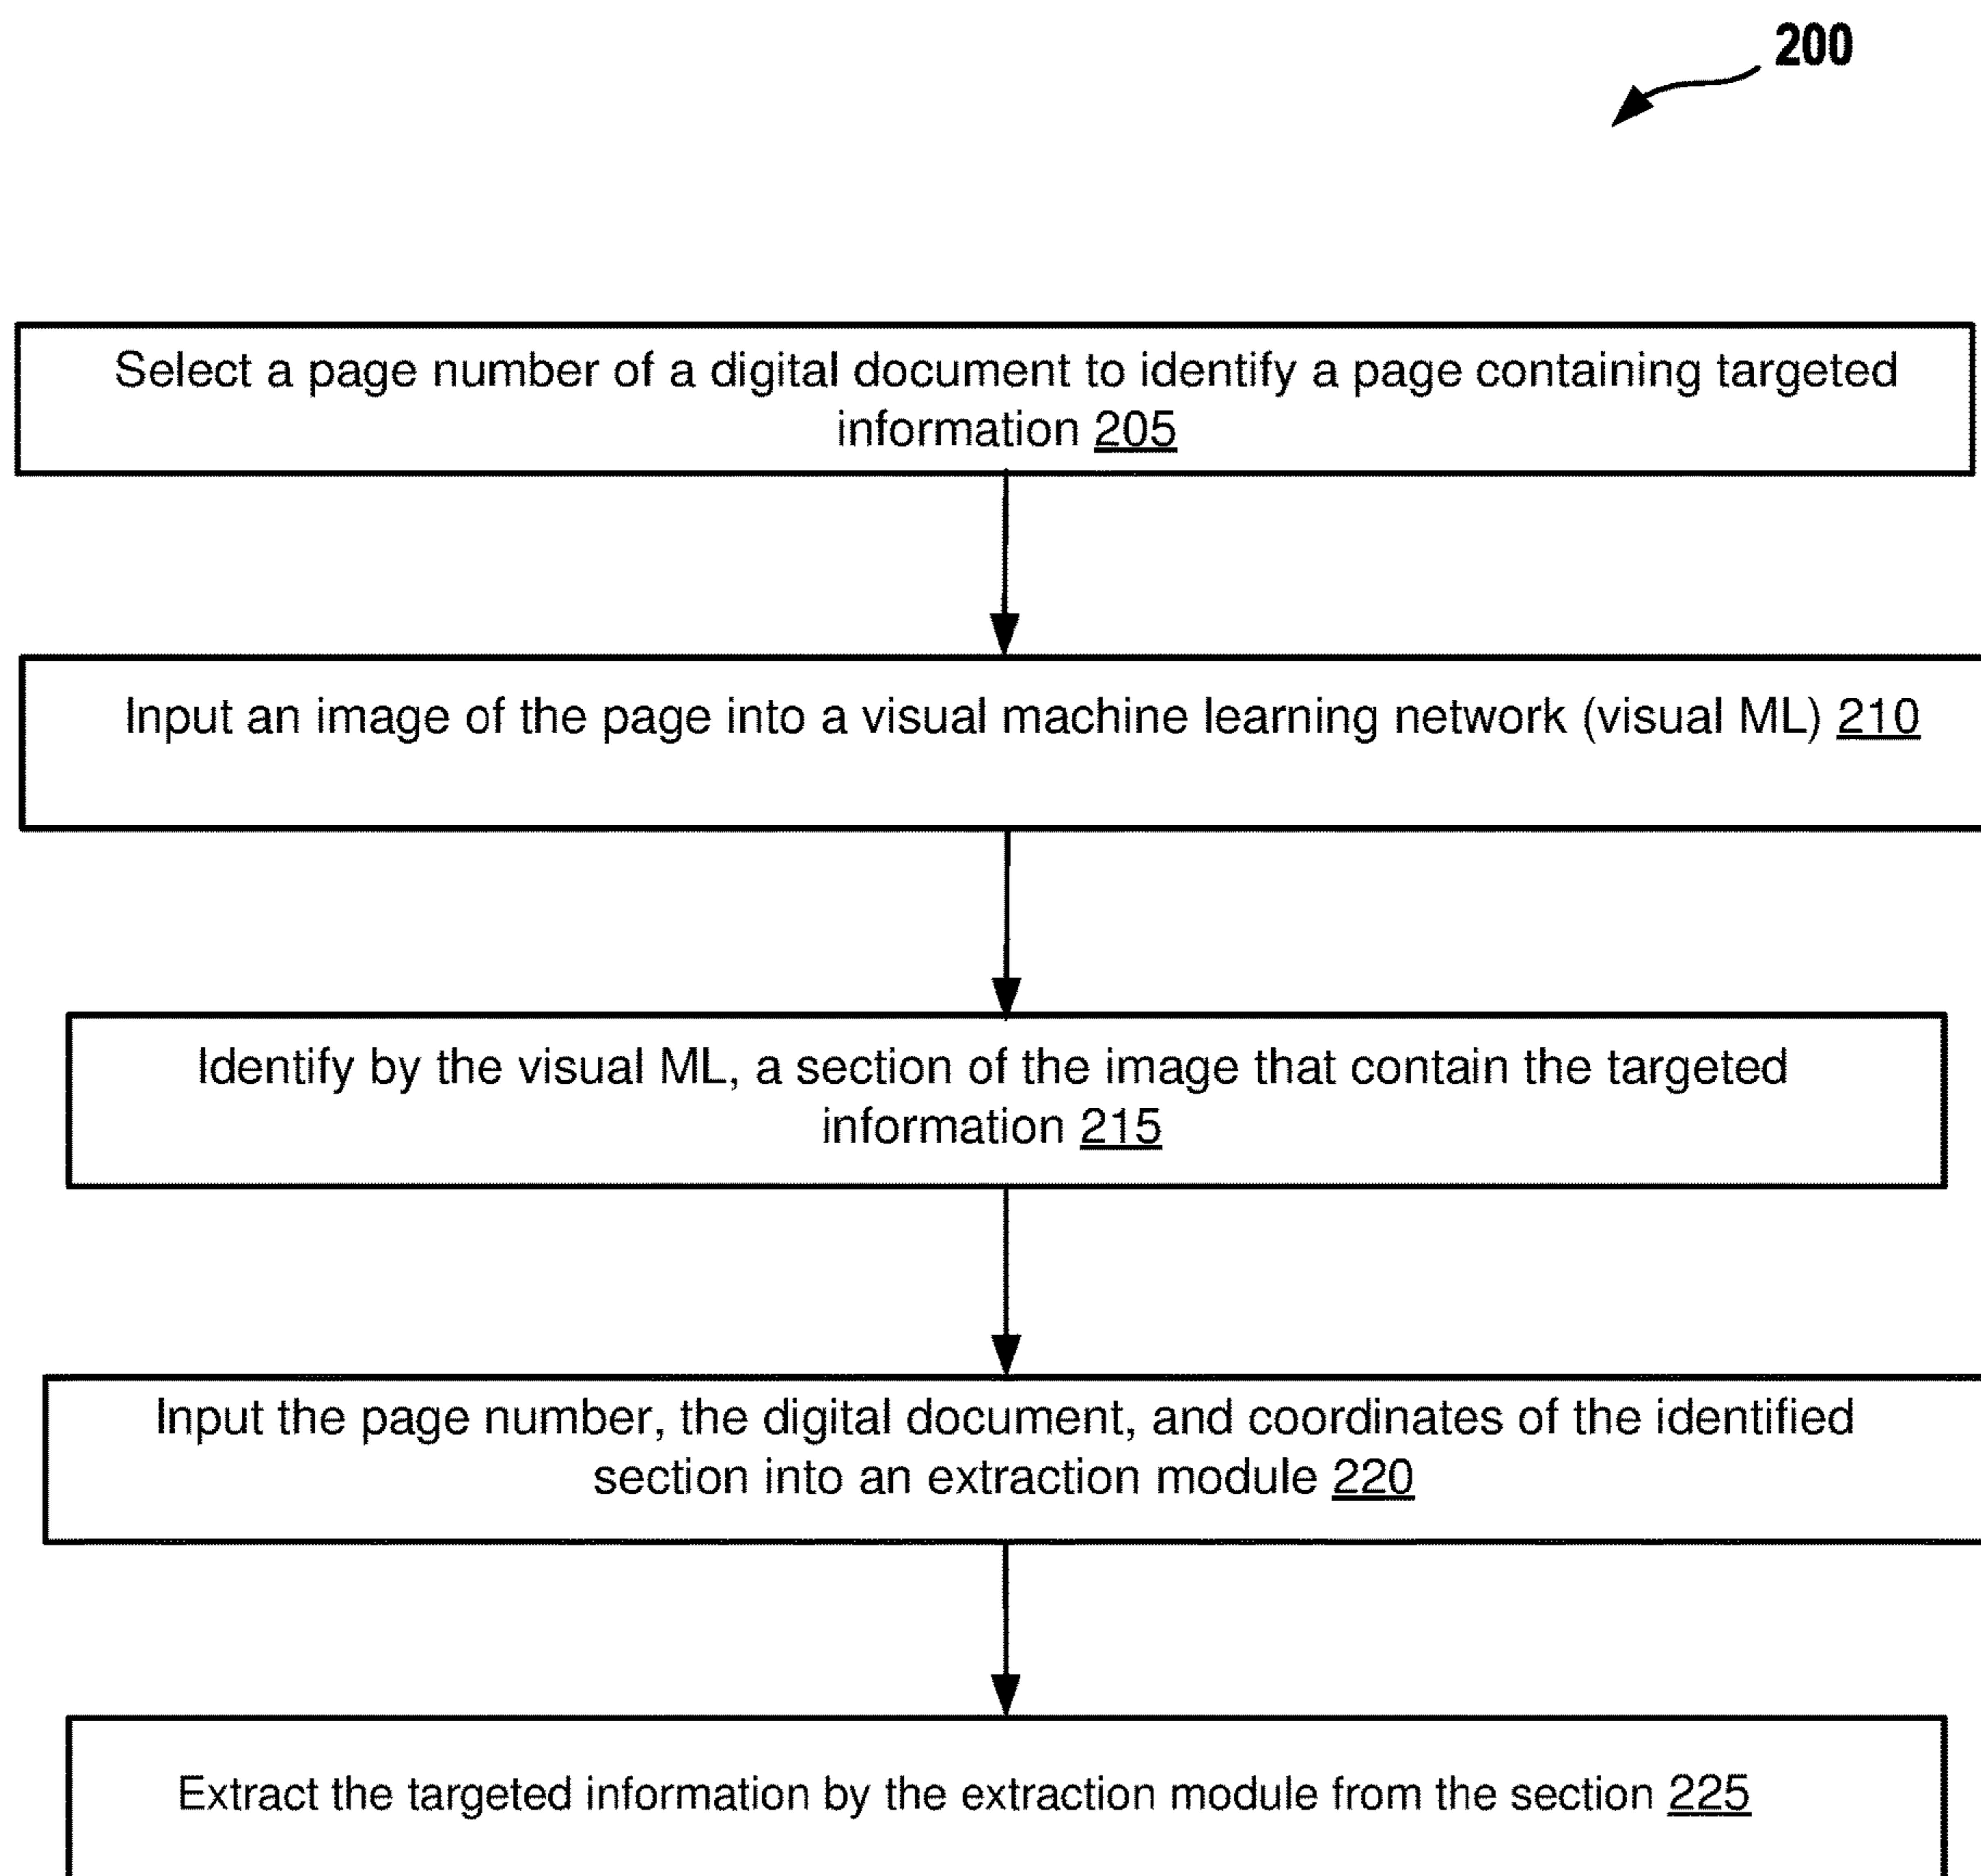 200
Select a page number of a digital document to identify a page containing targeted
information 205
Input an image of the page into a visual machine learning network (visual ML) 210
Identify by the visual ML, a section of the image that contain the targeted
information 215
Input the page number, the digital document, and coordinates of the identified
section into an extraction module 220
Extract the targeted information by the extraction module from the section 225